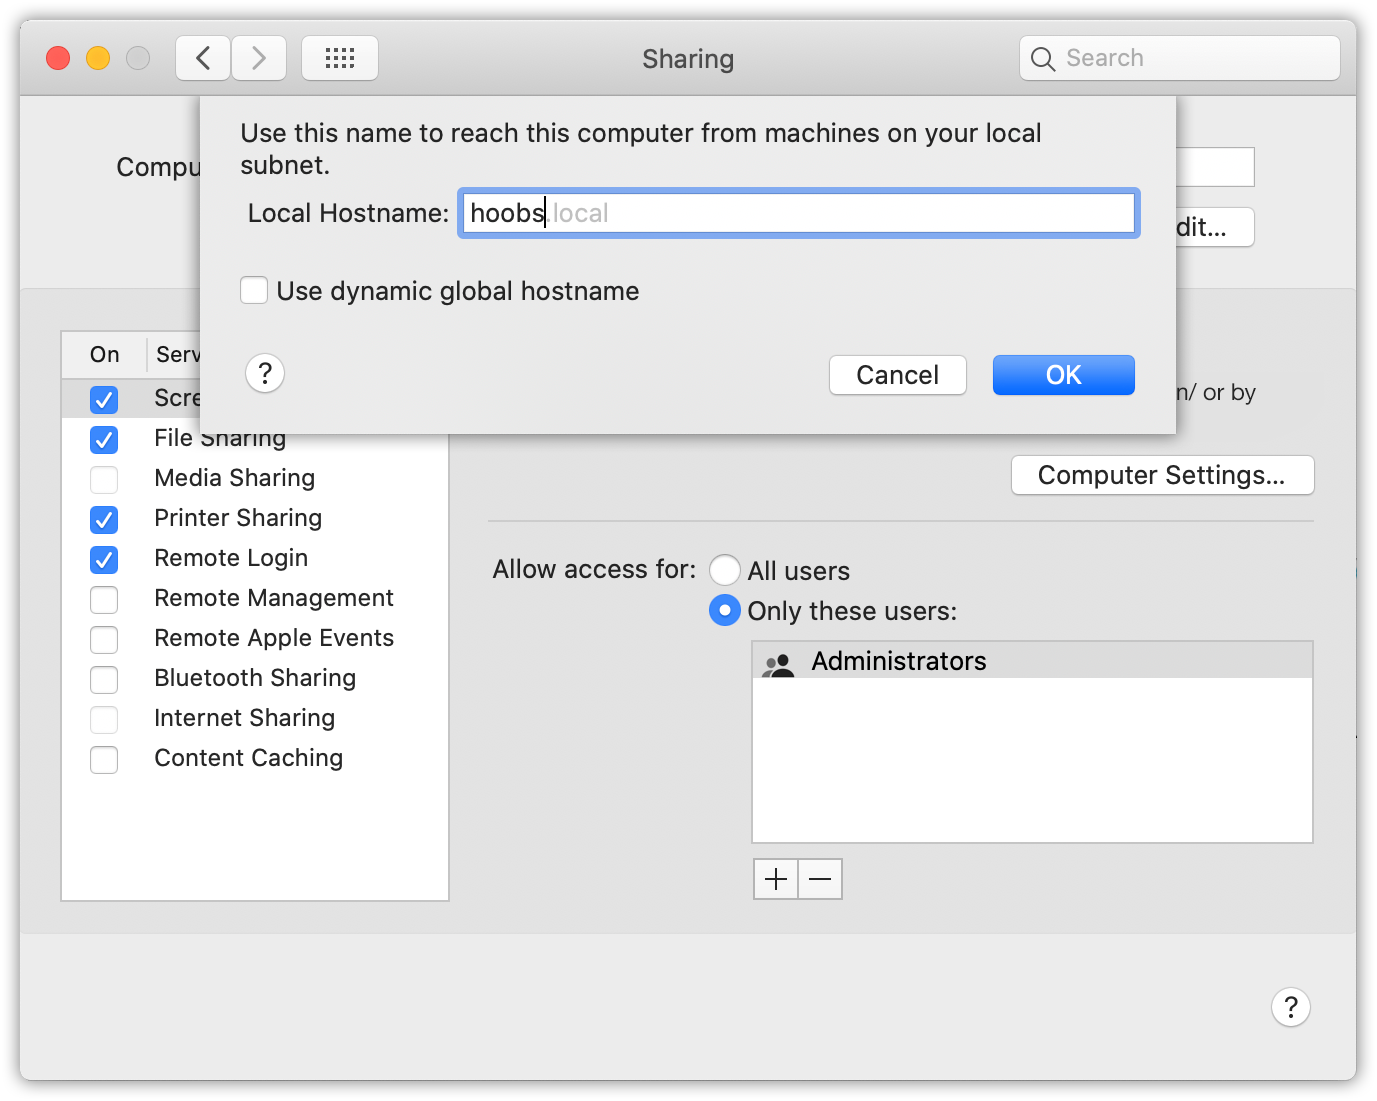 Sharing
Search
Use this name to reach this computer from machines on your local
subnet.
Compu
Local Hostname: hoobs.local
dit...
Use dynamic global hostname
On Serv
?
Cancel
OK
Scre
n/ or by
File Sharing
Media Sharing
Computer Settings...
Printer Sharing
Remote Login
Allow access for:
All users
Remote Management
Only these users:
Remote Apple Events
Administrators
Bluetooth Sharing
Internet Sharing
Content Caching
?